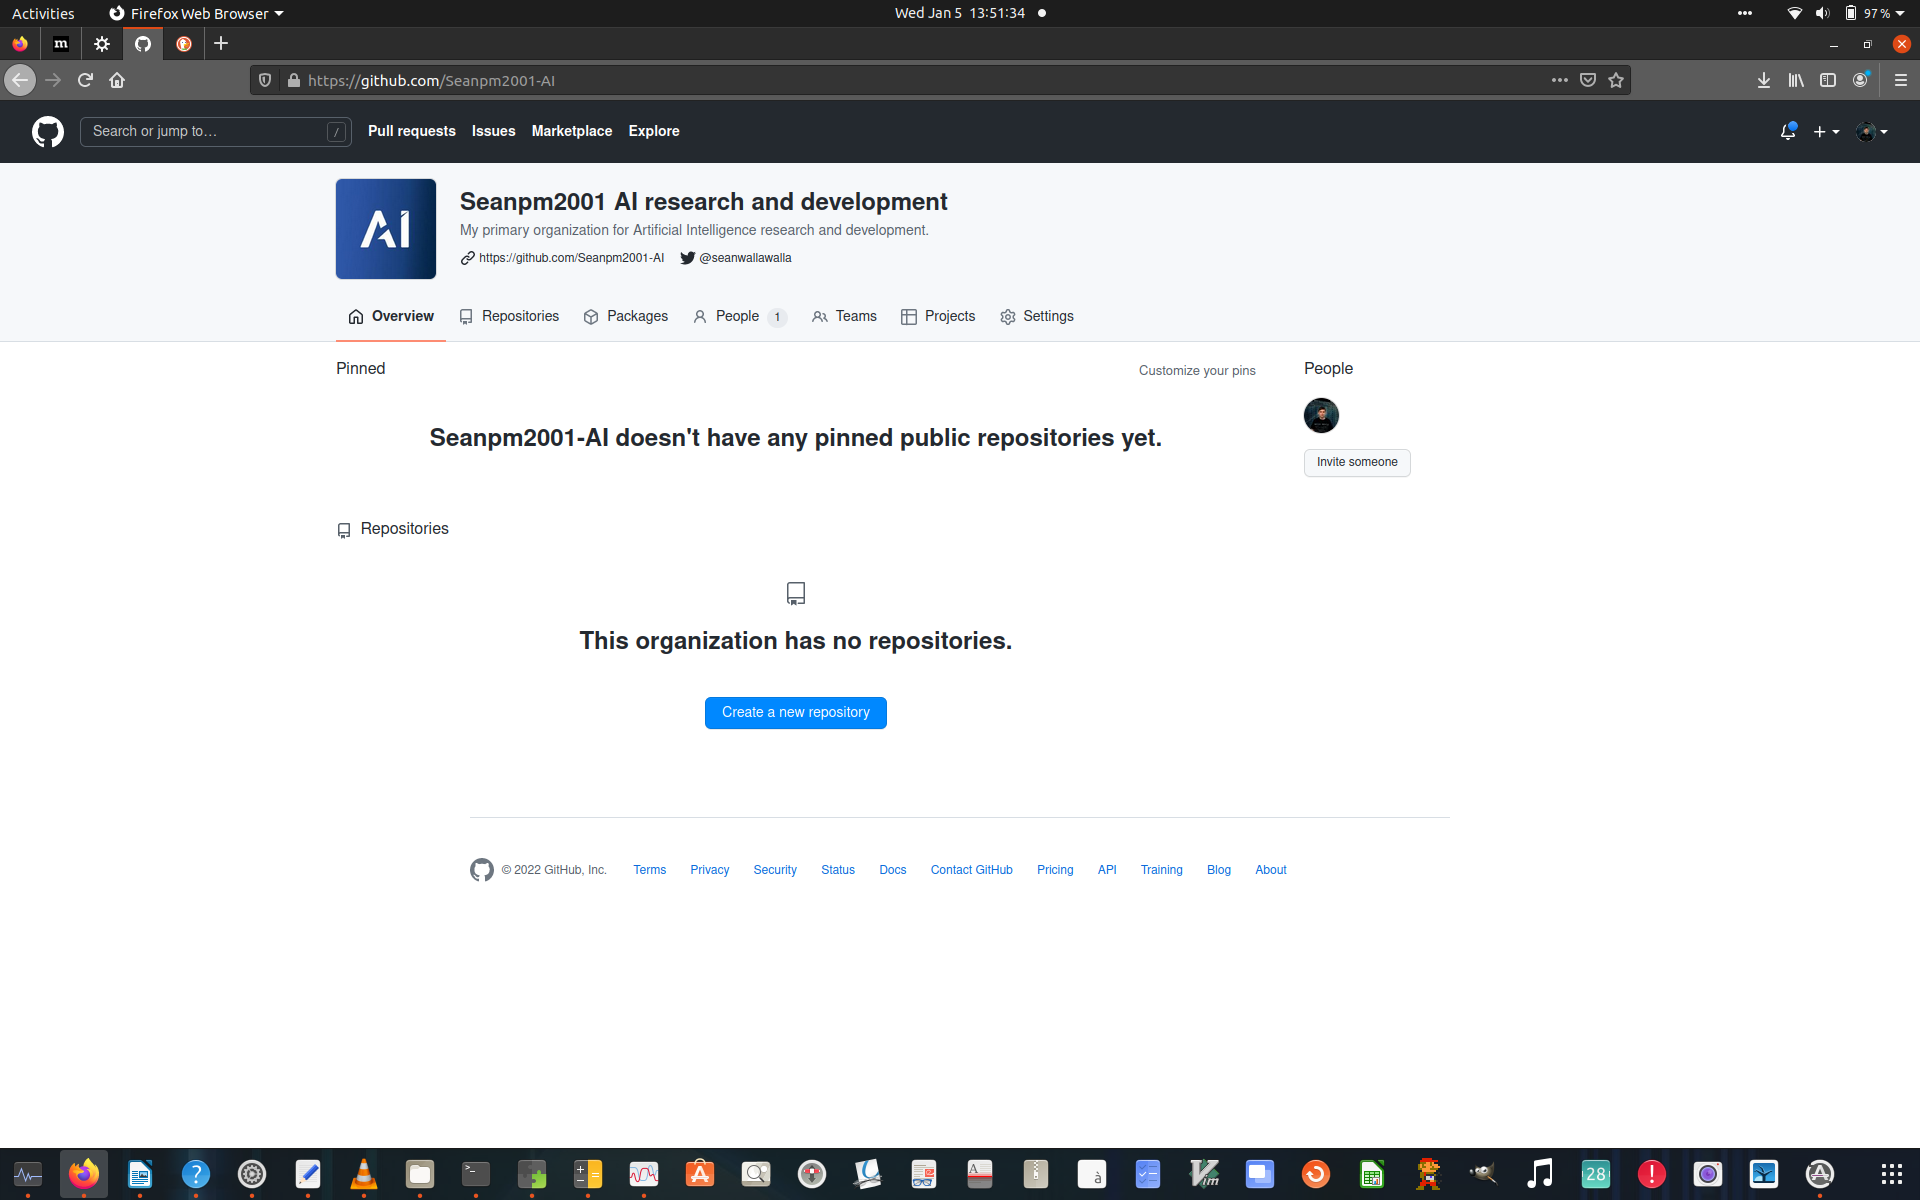 Activities Firefox Web Browser Wed Jan 5 13:51:34 97 %
m
https://github.com/Seanpm2001-AI
Search or jump to… / Pull requests Issues Marketplace Explore
AI
Seanpm2001 AI research and development
My primary organization for Artificial Intelligence research and development.
https://github.com/Seanpm2001-AI @seanwallawalla
Overview Repositories Packages People 1 Teams Projects Settings
Pinned Customize your pins People
Seanpm2001-AI doesn't have any pinned public repositories yet.
Invite someone
Repositories
This organization has no repositories.
Create a new repository
© 2022 GitHub, Inc. Terms Privacy Security Status Docs Contact GitHub Pricing API Training Blog About
? >_ A A à Vim 28 ! A